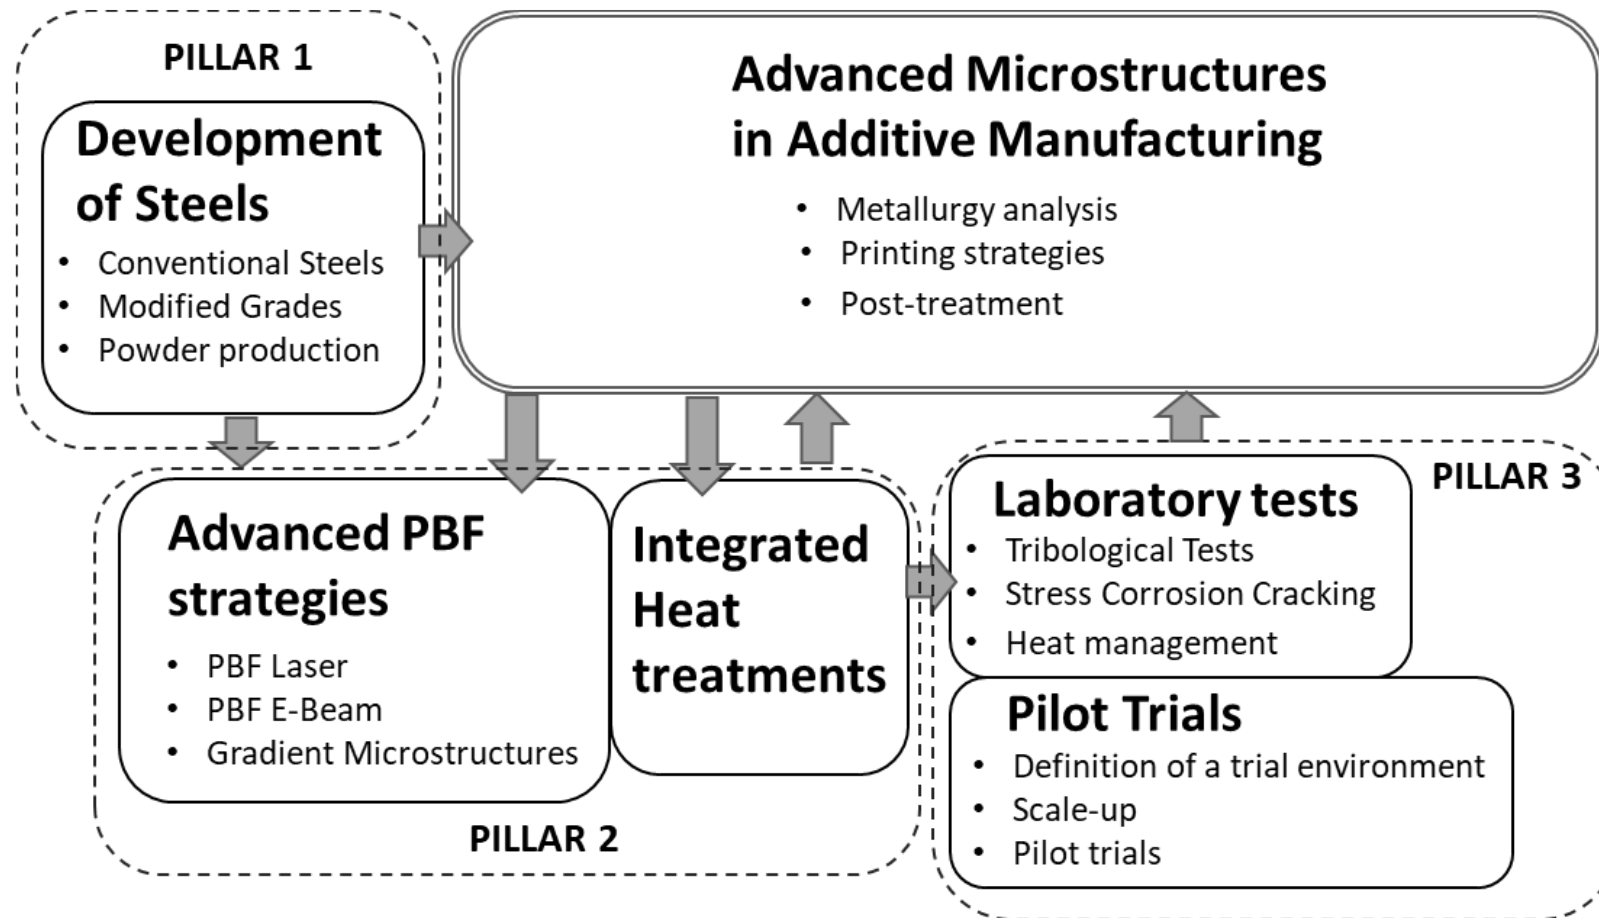 PILLAR 1
Development
of Steels
• Conventional Steels
• Modified Grades
• Powder production
Advanced Microstructures
in Additive Manufacturing
• Metallurgy analysis
• Printing strategies
• Post-treatment
Advanced PBF
strategies
• PBF Laser
• PBF E-Beam
• Gradient Microstructures
Integrated
Heat
treatments
PILLAR 2
PILLAR 3
Laboratory tests
• Tribological Tests
• Stress Corrosion Cracking
• Heat management
Pilot Trials
• Definition of a trial environment
• Scale-up
• Pilot trials